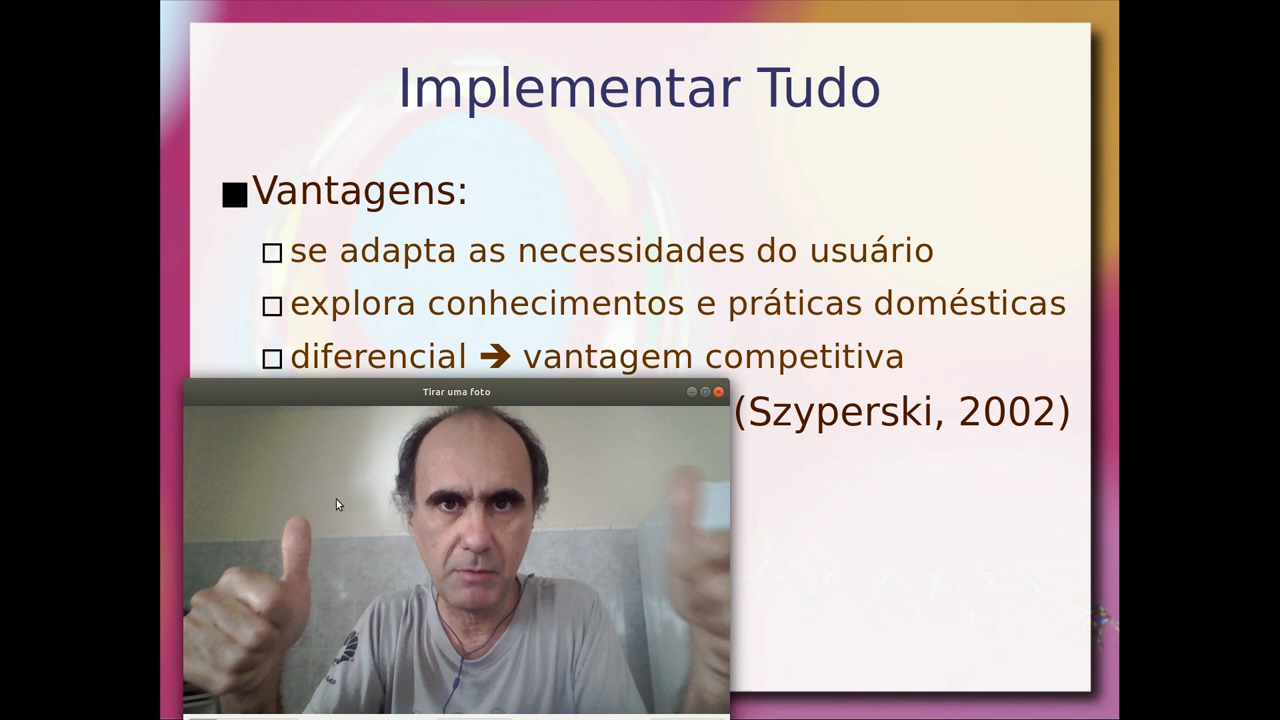 Implementar Tudo
Vantagens:
se adapta as necessidades do usuário
explora conhecimentos e práticas domésticas
diferencial ➔ vantagem competitiva
(Szyperski, 2002)
Tirar uma foto